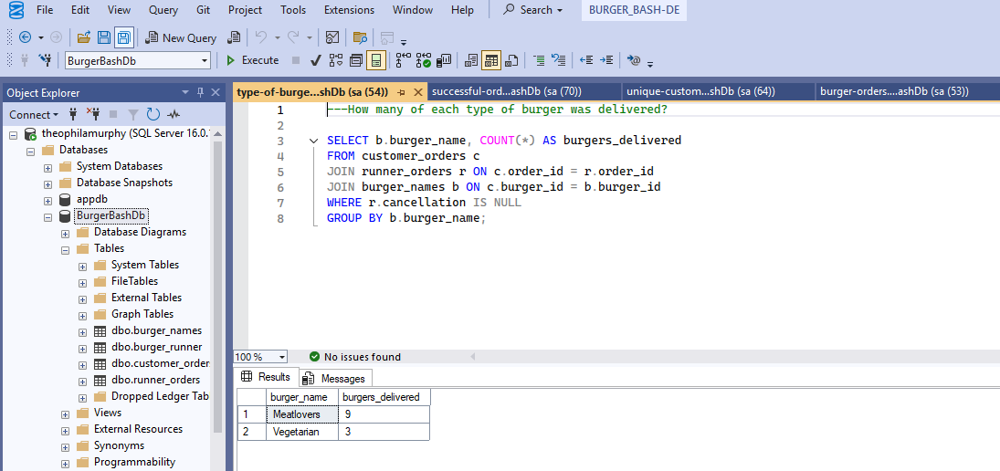 File Edit View Query Git Project Tools Extensions Window Help Search BURGER_BASH-DE
New Query
BurgerBashDb Execute
Object Explorer
Connect
theophilamurphy (SQL Server 16.0.
Databases
System Databases
Database Snapshots
appdb
BurgerBashDb
Database Diagrams
Tables
System Tables
FileTables
External Tables
Graph Tables
dbo.burger_names
dbo.burger_runner
dbo.customer_order
dbo.runner_orders
Dropped Ledger Tab
Views
External Resources
Synonyms
Programmability
type-of-burge...shDb (sa (54)) successful-ord...ashDb (sa (70)) unique-custom...shDb (sa (64)) burger-orders....ashDb (sa (53))
1 ---How many of each type of burger was delivered?
2
3 SELECT b.burger_name, COUNT(*) AS burgers_delivered
4 FROM customer_orders c
5 JOIN runner_orders r ON c.order_id = r.order_id
6 JOIN burger_names b ON c.burger_id = b.burger_id
7 WHERE r.cancellation IS NULL
8 GROUP BY b.burger_name;
100 % No issues found
Results Messages
burger_name burgers_delivered
1 Meatlovers 9
2 Vegetarian 3